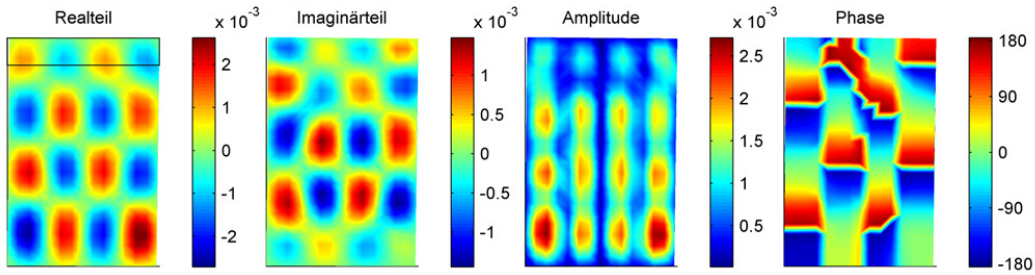 Realteil
x 10⁻³
2
1
0
-1
-2
Imaginärteil
x 10⁻³
1
0.5
0
-0.5
-1
Amplitude
x 10⁻³
2.5
2
1.5
1
0.5
Phase
180
90
0
-90
-180